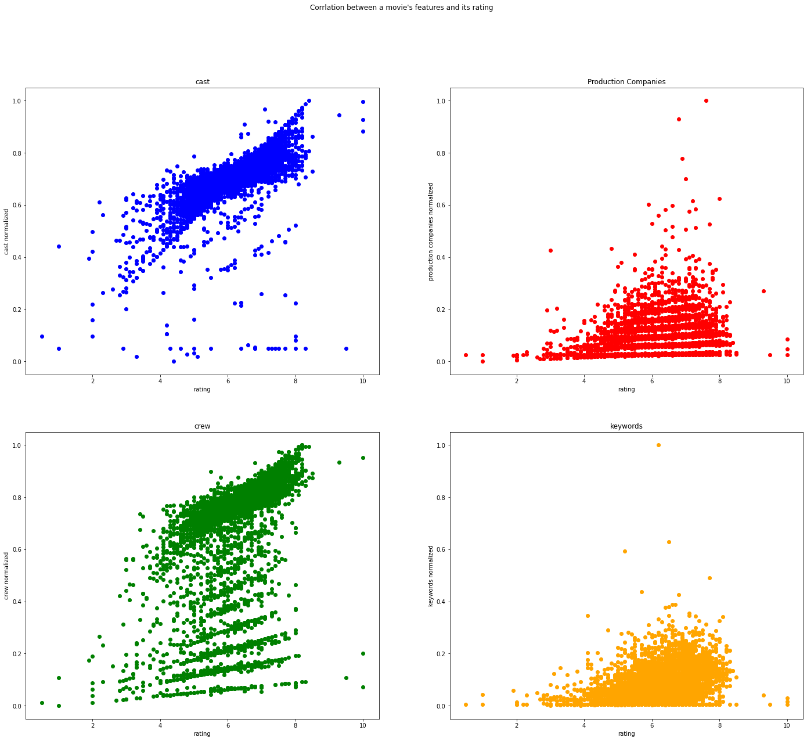 Corrlation between a movie's features and its rating
cast
1.0
0.8
0.6
0.4
0.2
0.0
cast normalized
2 4 6 8 10
rating
Production Companies
1.0
0.8
0.6
0.4
0.2
0.0
production companies normalized
2 4 6 8 10
rating
crew
1.0
0.8
0.6
0.4
0.2
0.0
crew normalized
2 4 6 8 10
rating
keywords
1.0
0.8
0.6
0.4
0.2
0.0
keywords normalized
2 4 6 8 10
rating